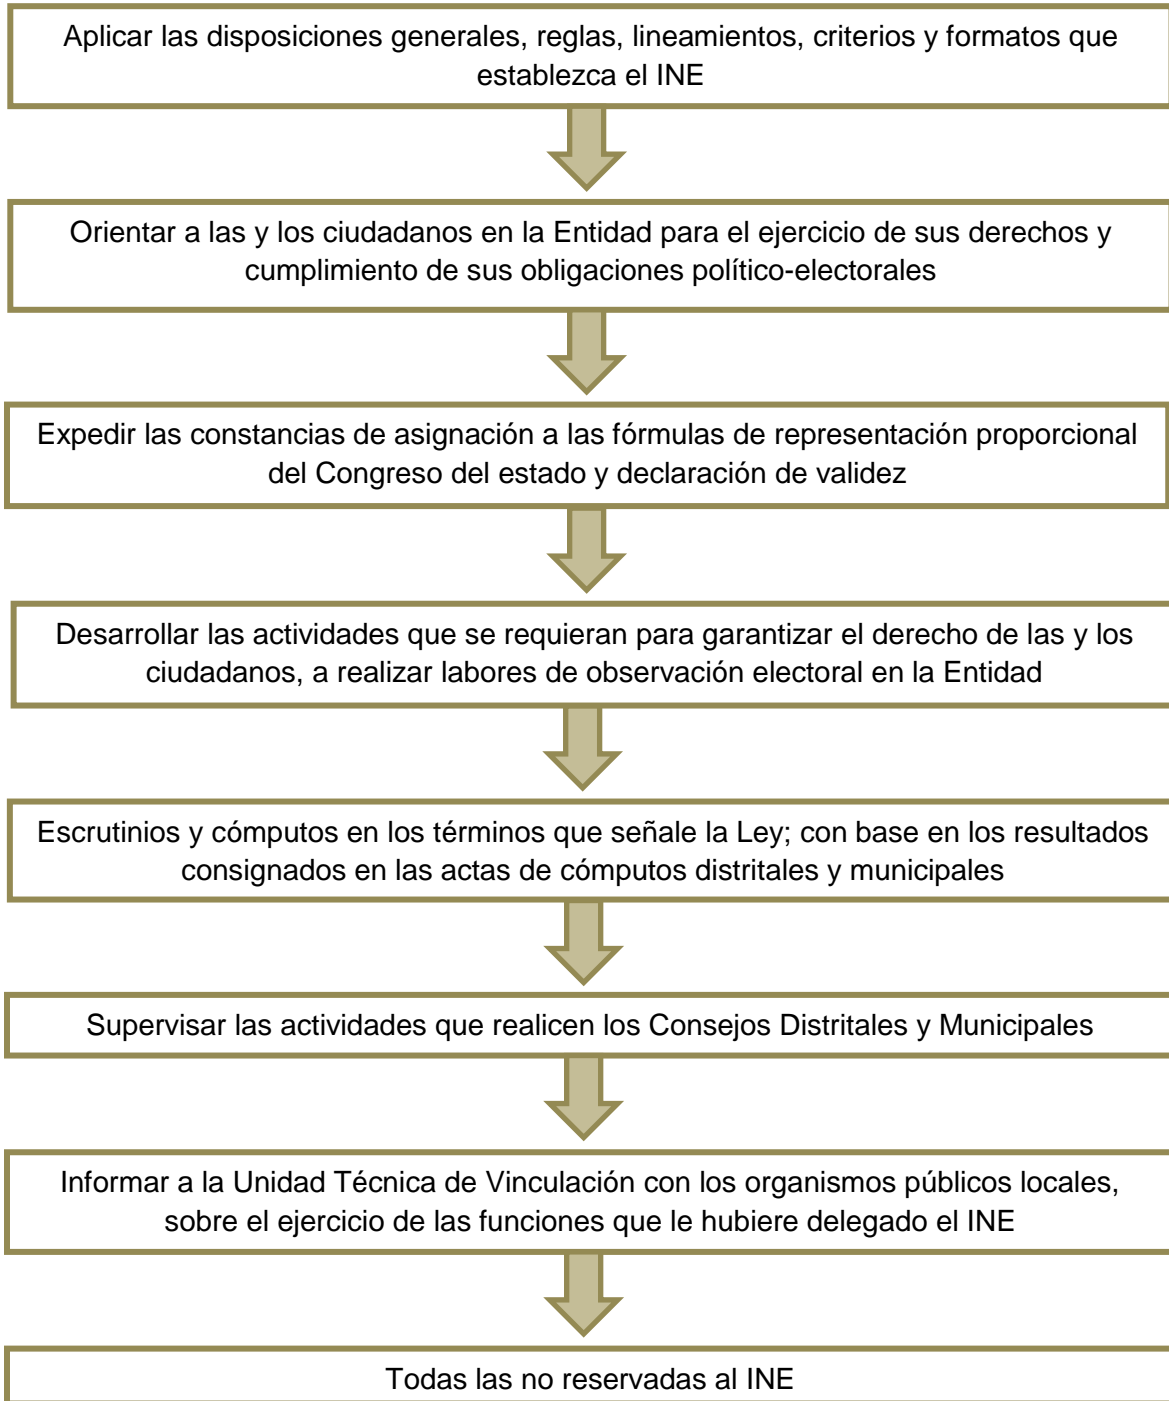 Aplicar las disposiciones generales, reglas, lineamientos, criterios y formatos que
establezca el INE
Orientar a las y los ciudadanos en la Entidad para el ejercicio de sus derechos y
cumplimiento de sus obligaciones político-electorales
Expedir las constancias de asignación a las fórmulas de representación proporcional
del Congreso del estado y declaración de validez
Desarrollar las actividades que se requieran para garantizar el derecho de las y los
ciudadanos, a realizar labores de observación electoral en la Entidad
Escrutinios y cómputos en los términos que señale la Ley; con base en los resultados
consignados en las actas de cómputos distritales y municipales
Supervisar las actividades que realicen los Consejos Distritales y Municipales
Informar a la Unidad Técnica de Vinculación con los organismos públicos locales,
sobre el ejercicio de las funciones que le hubiere delegado el INE
Todas las no reservadas al INE